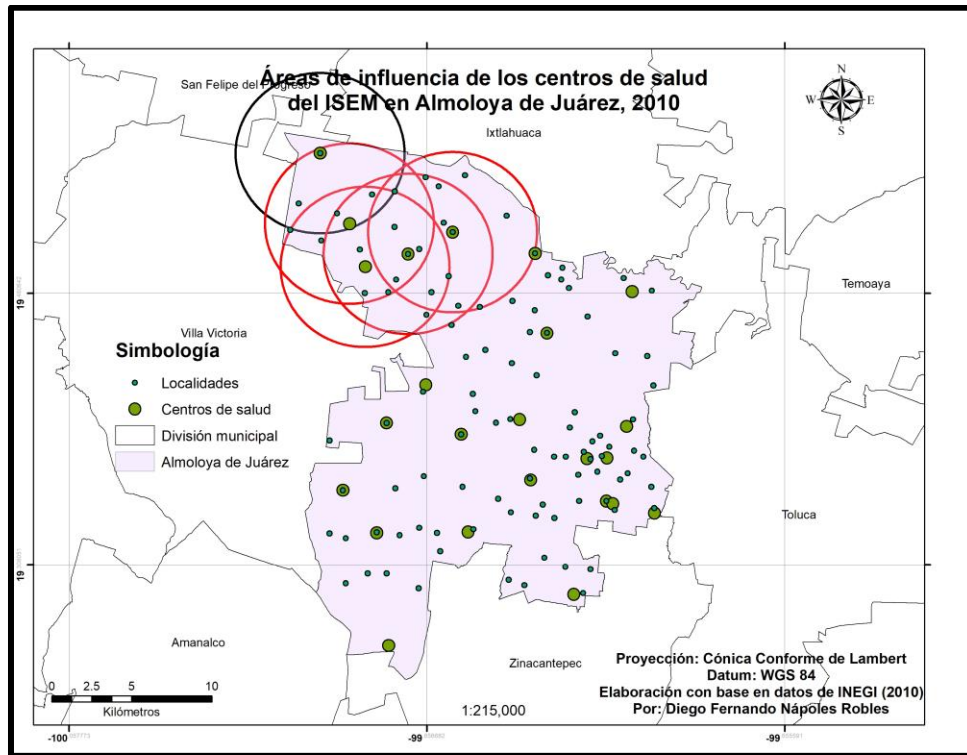 Áreas de influencia de los centros de salud
del ISEM en Almoloya de Juárez, 2010
San Felipe del Progreso
Ixtlahuaca
N
W E
S
Temoaya
Villa Victoria
Simbología
Localidades
Centros de salud
División municipal
Almoloya de Juárez
Toluca
Amanalco
Zinacantepec
Proyección: Cónica Conforme de Lambert
Datum: WGS 84
Elaboración con base en datos de INEGI (2010)
Por: Diego Fernando Nápoles Robles
0 2.5 5 10
Kilómetros
1:215,000
19
19
-100
-99
-99